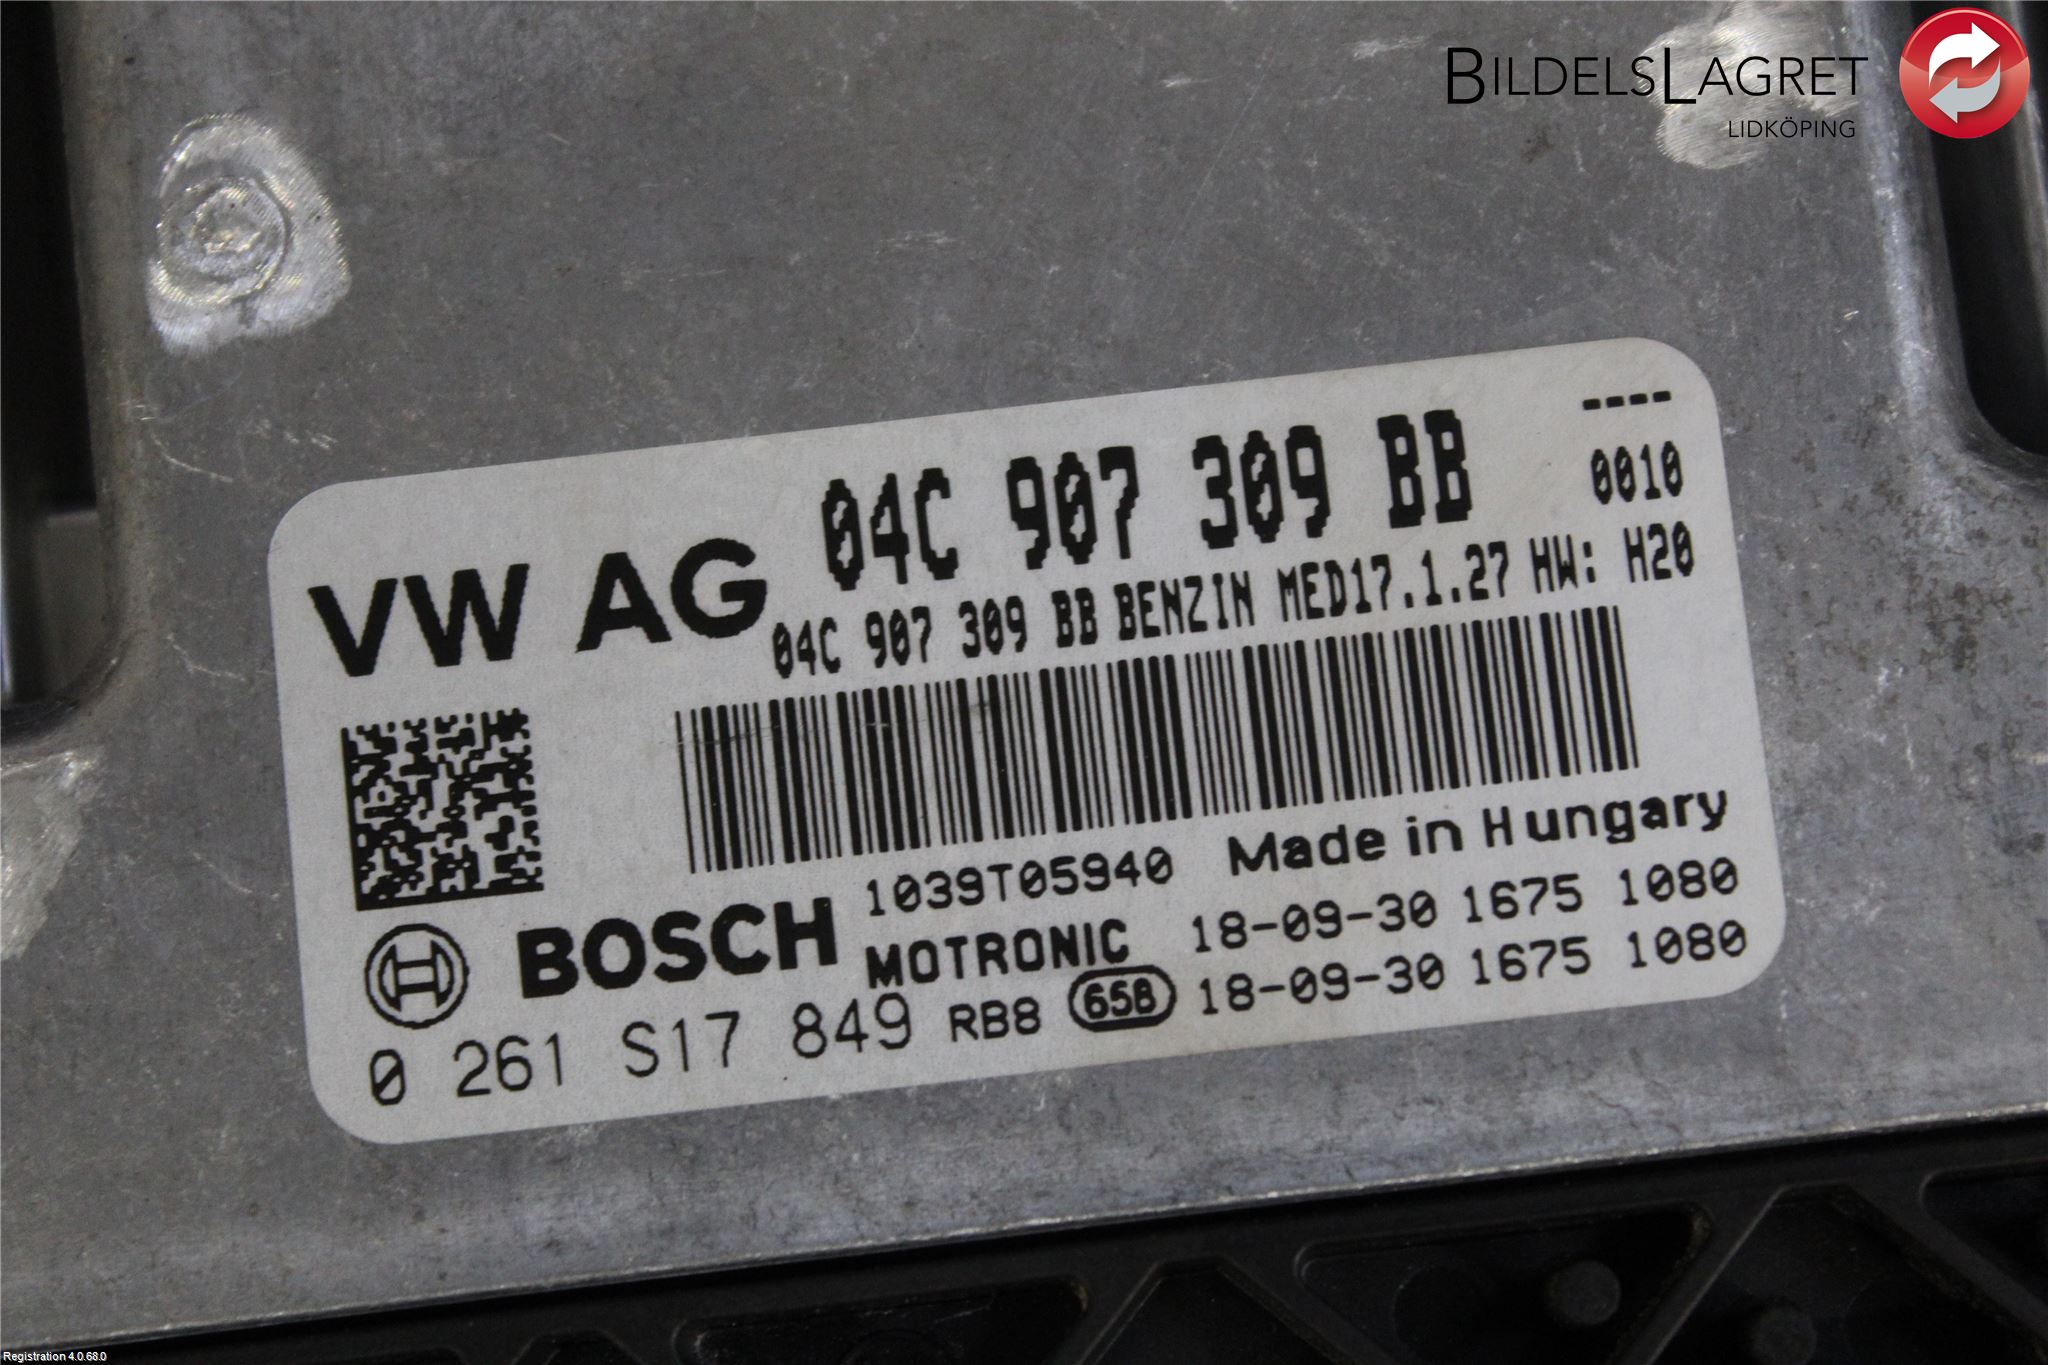 BILDELSLAGRET
LIDKÖPING
----
04C 907 309 BB 0010
VW AG
04C 907 309 BB BENZIN MED17.1.27 HW: H20
Made in Hungary
BOSCH 1039T05940
MOTRONIC 18-09-30 1675 1080
0 261 S17 849 RB8 65B 18-09-30 1675 1080
Registration 4.0.68.0